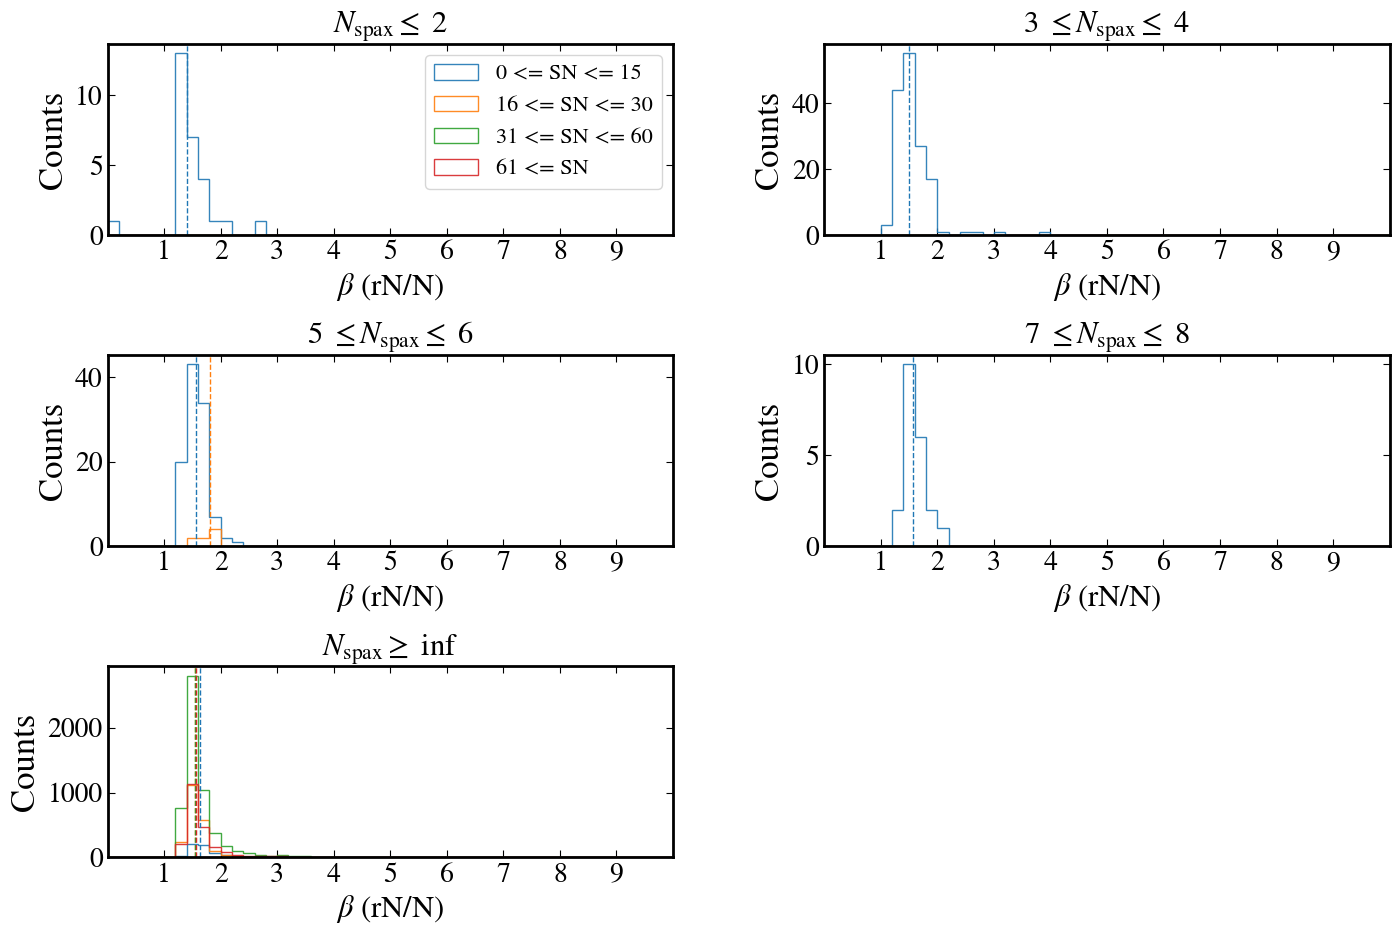 N_spax ≤ 2
Counts
10
5
0
0 <= SN <= 15
16 <= SN <= 30
31 <= SN <= 60
61 <= SN
1 2 3 4 5 6 7 8 9
β (rN/N)
3 ≤N_spax≤ 4
Counts
40
20
0
1 2 3 4 5 6 7 8 9
β (rN/N)
5 ≤N_spax≤ 6
Counts
40
20
0
1 2 3 4 5 6 7 8 9
β (rN/N)
7 ≤N_spax≤ 8
Counts
10
5
0
1 2 3 4 5 6 7 8 9
β (rN/N)
N_spax≥ inf
Counts
2000
1000
0
1 2 3 4 5 6 7 8 9
β (rN/N)